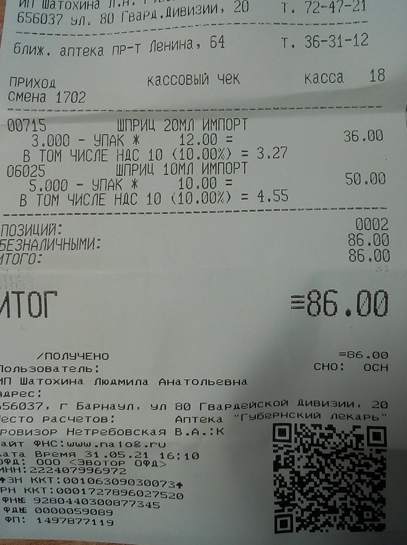 ИП Шатохина Л.А.
656037 ул. 80 Гвард.Дивизии, 20 т. 72-47-21
ближ. аптека пр-т Ленина, 64 т. 36-31-12
ПРИХОД КАССОВЫЙ ЧЕК КАССА 18
Смена 1702
00715 ШПРИЦ 20МЛ ИМПОРТ
3.000 - УПАК * 12.00 = 36.00
В ТОМ ЧИСЛЕ НДС 10 (10.00%) = 3.27
06025 ШПРИЦ 10МЛ ИМПОРТ
5.000 - УПАК * 10.00 = 50.00
В ТОМ ЧИСЛЕ НДС 10 (10.00%) = 4.55
ПОЗИЦИЙ: 0002
БЕЗНАЛИЧНЫМИ: 86.00
ИТОГО: 86.00
ИТОГ =86.00
/ПОЛУЧЕНО =86.00
Пользователь: СНО: ОСН
ИП Шатохина Людмила Анатольевна
Адрес:
656037, г Барнаул, ул 80 Гвардейской Дивизии, 20
Место расчетов: Аптека "Губернский лекарь"
Провизор Нетребовская В.А.:К
Сайт ФНС:www.nalog.ru
Дата Время 31.05.21 16:10
ОФД: ООО «Эвотор ОФД»
ИНН:222407996972
ЗН ККТ:00106309030073
РН ККТ:0001727896027520
ФН№ 9280440300877345
ФД№ 0000059089
ФП: 1497877119